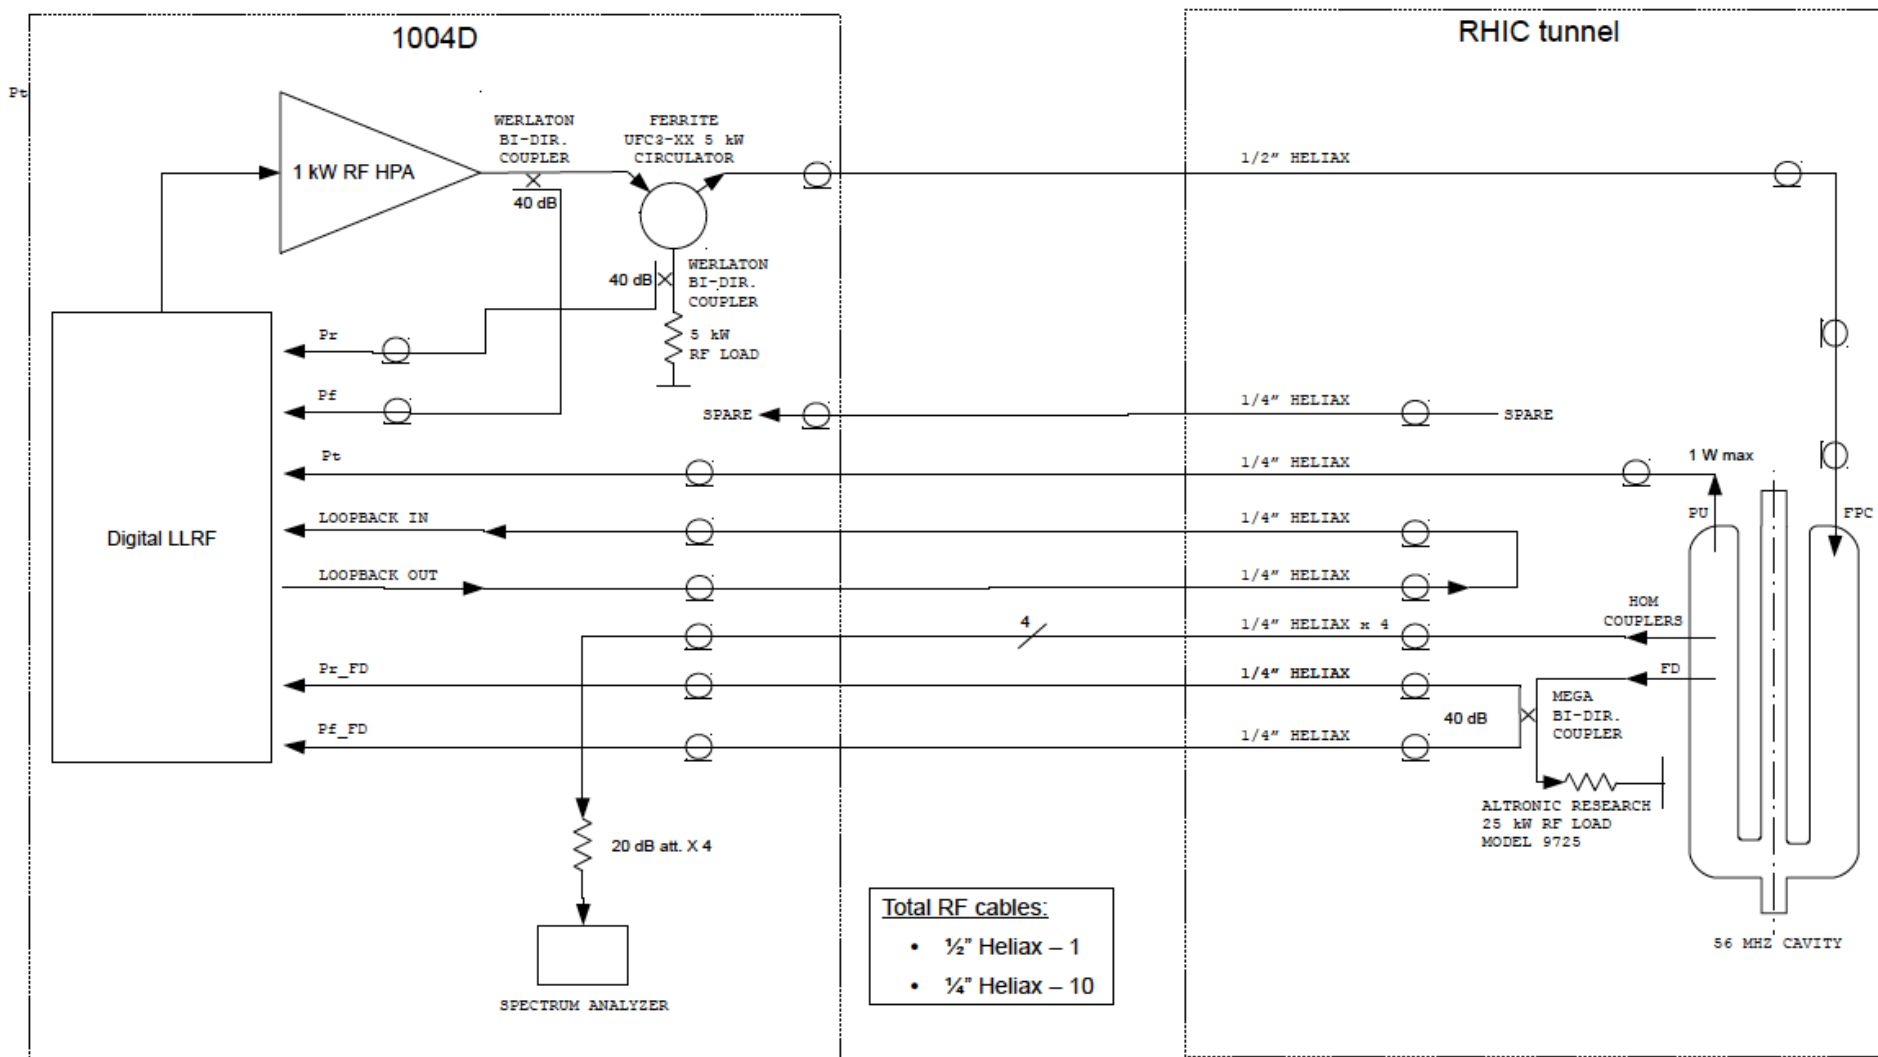 1004D
RHIC tunnel
Pt
WERLATON
BI-DIR.
COUPLER
FERRITE
UFC3-XX 5 kW
CIRCULATOR
1 kW RF HPA
40 dB
1/2" HELIAX
40 dB
WERLATON
BI-DIR.
COUPLER
5 kW
RF LOAD
Pr
Pf
SPARE
1/4" HELIAX
SPARE
Pt
1/4" HELIAX
1 W max
PU
FPC
Digital LLRF
LOOPBACK IN
1/4" HELIAX
LOOPBACK OUT
1/4" HELIAX
4
1/4" HELIAX x 4
HOM
COUPLERS
Pr_FD
1/4" HELIAX
FD
40 dB
MEGA
BI-DIR.
COUPLER
Pf_FD
1/4" HELIAX
ALTRONIC RESEARCH
25 kW RF LOAD
MODEL 9725
20 dB att. X 4
SPECTRUM ANALYZER
Total RF cables:
• ½" Heliax – 1
• ¼" Heliax – 10
56 MHZ CAVITY